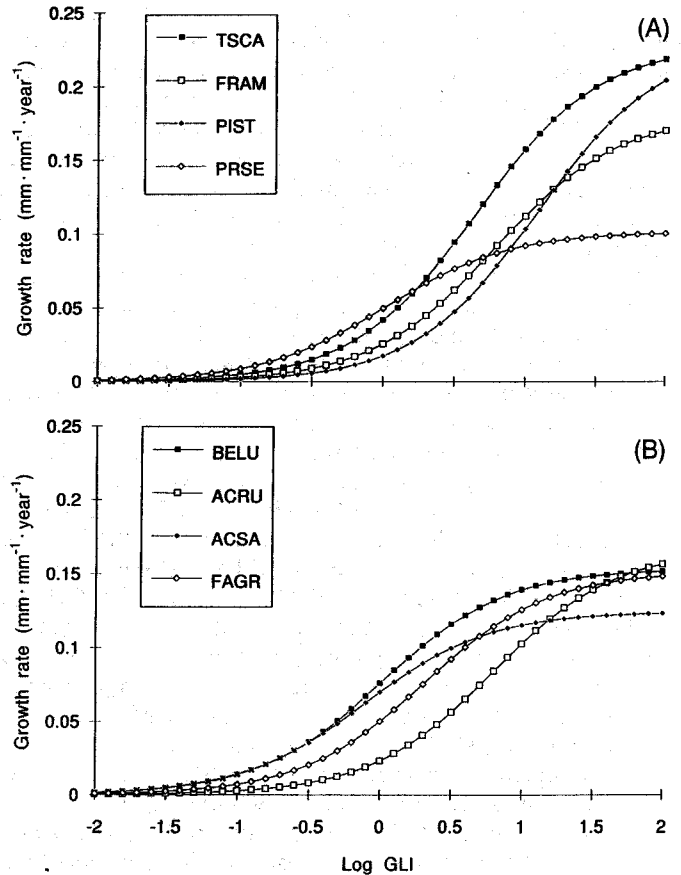 (A)
TSCA
FRAM
PIST
PRSE
Growth rate (mm· mm⁻¹· year⁻¹)
0.25
0.2
0.15
0.1
0.05
0
(B)
BELU
ACRU
ACSA
FAGR
Growth rate (mm· mm⁻¹· year⁻¹)
0.25
0.2
0.15
0.1
0.05
0
-2 -1.5 -1 -0.5 0 0.5 1 1.5 2
Log GLI